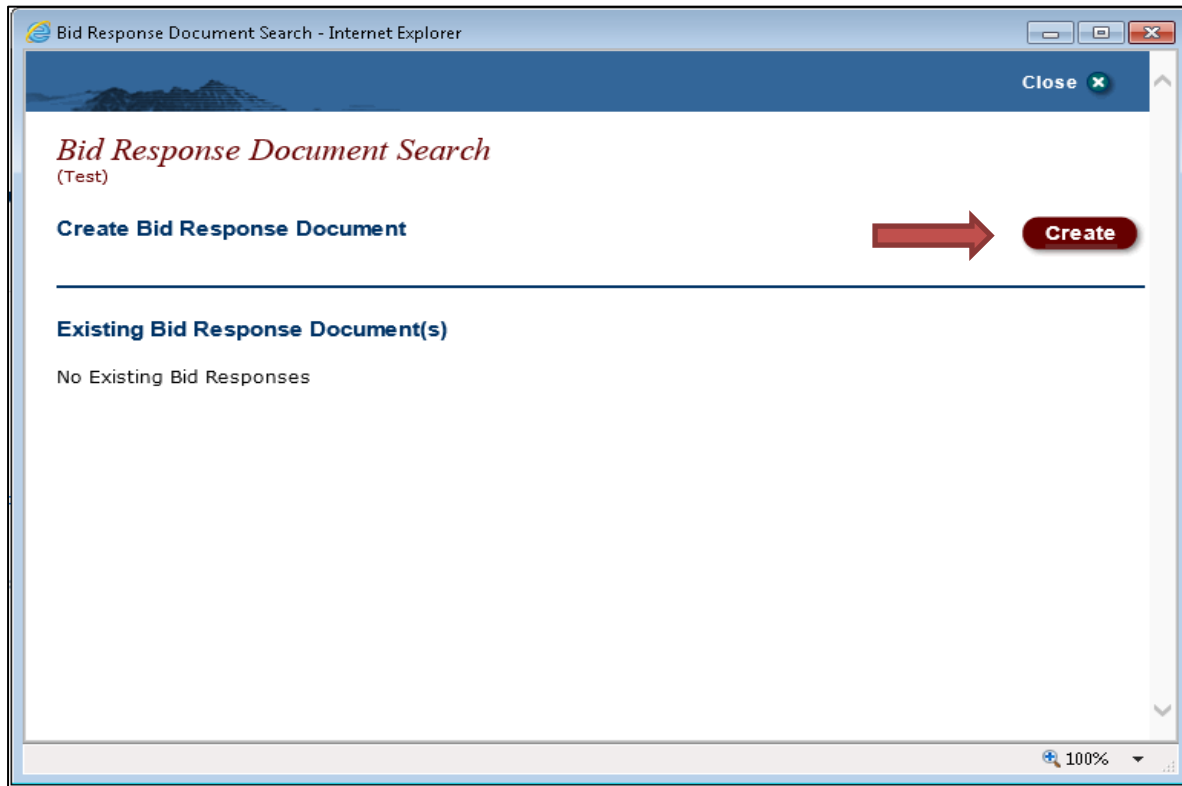 Bid Response Document Search - Internet Explorer
Close
Bid Response Document Search
(Test)
Create Bid Response Document
Create
Existing Bid Response Document(s)
No Existing Bid Responses
100%